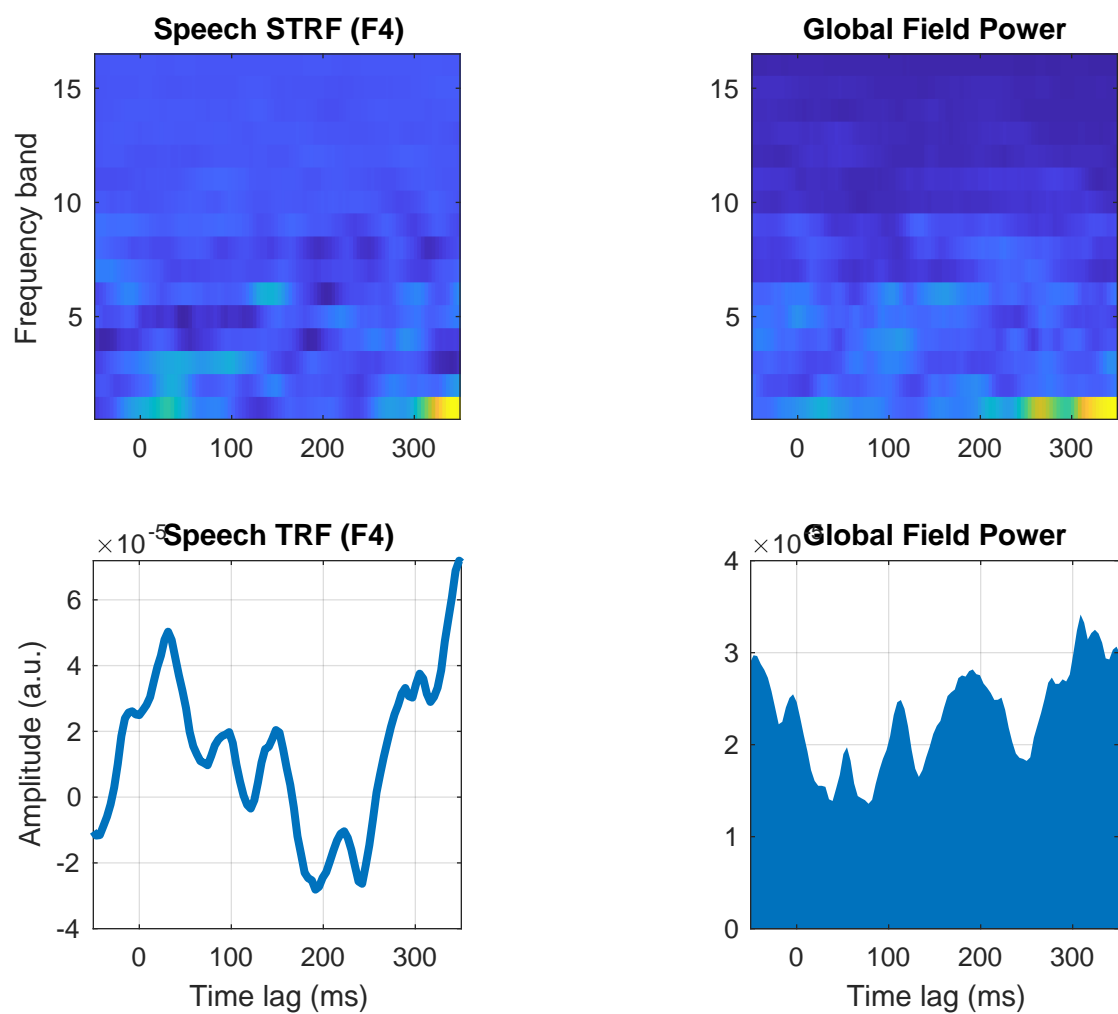 Speech STRF (F4)
Global Field Power
Frequency band
15
10
5
0 100 200 300
15
10
5
0 100 200 300
Speech TRF (F4)
×10^-5
Amplitude (a.u.)
6
4
2
0
-2
-4
0 100 200 300
Time lag (ms)
Global Field Power
×10
4
3
2
1
0
0 100 200 300
Time lag (ms)